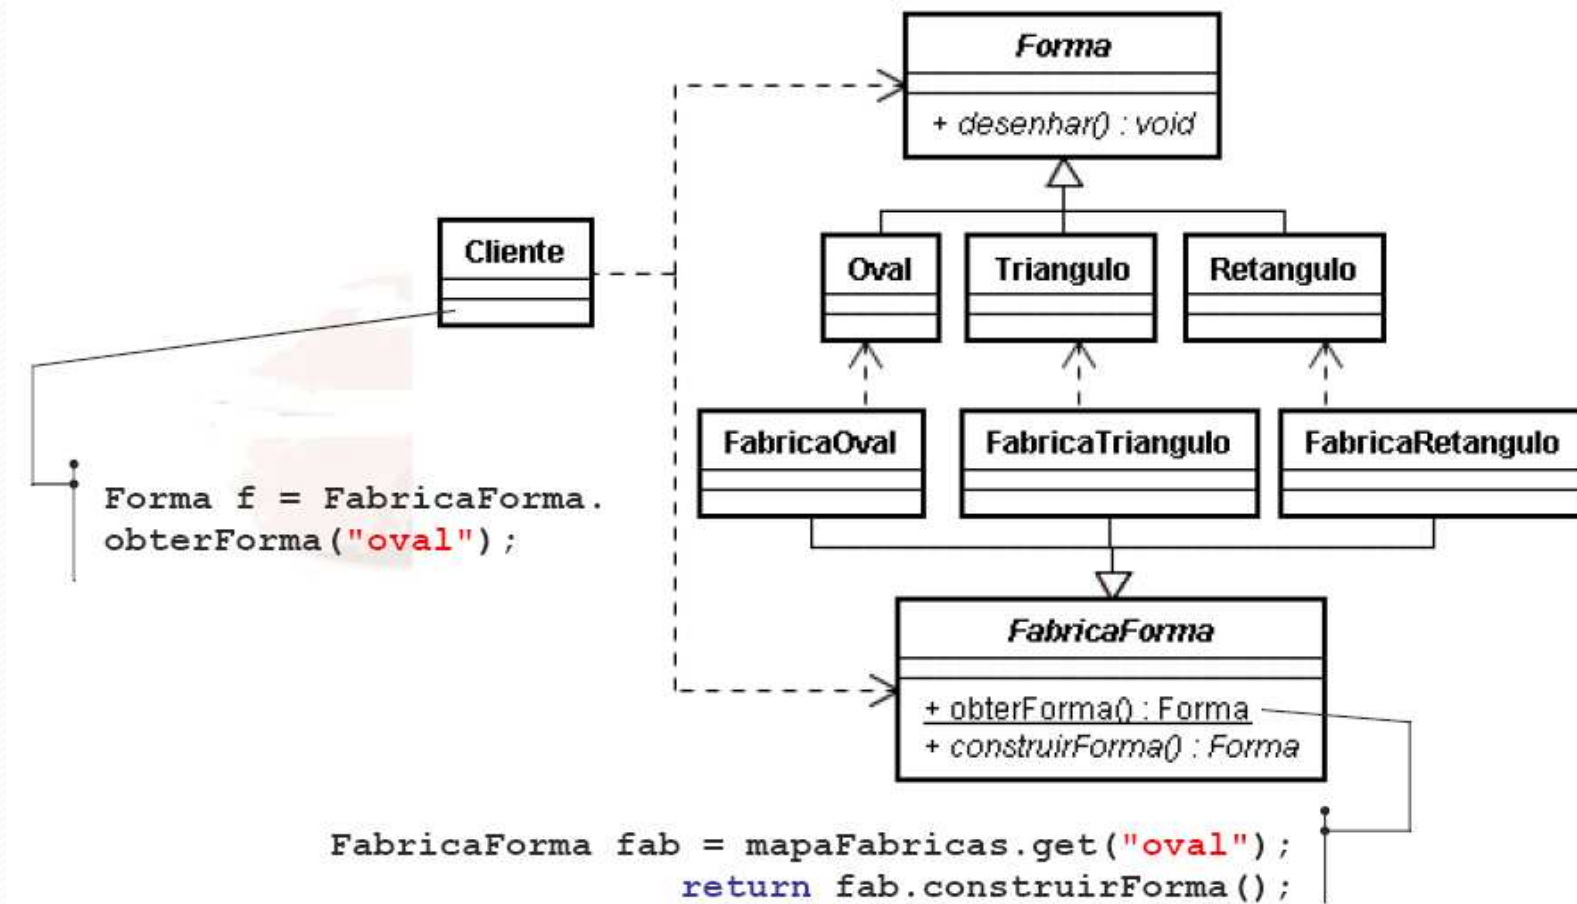 Forma
+ desenhar() : void
Cliente
Oval
Triangulo
Retangulo
FabricaOval
FabricaTriangulo
FabricaRetangulo
Forma f = FabricaForma.
obterForma("oval");
FabricaForma
+ obterForma() : Forma
+ construirForma() : Forma
FabricaForma fab = mapaFabricas.get("oval");
return fab.construirForma();